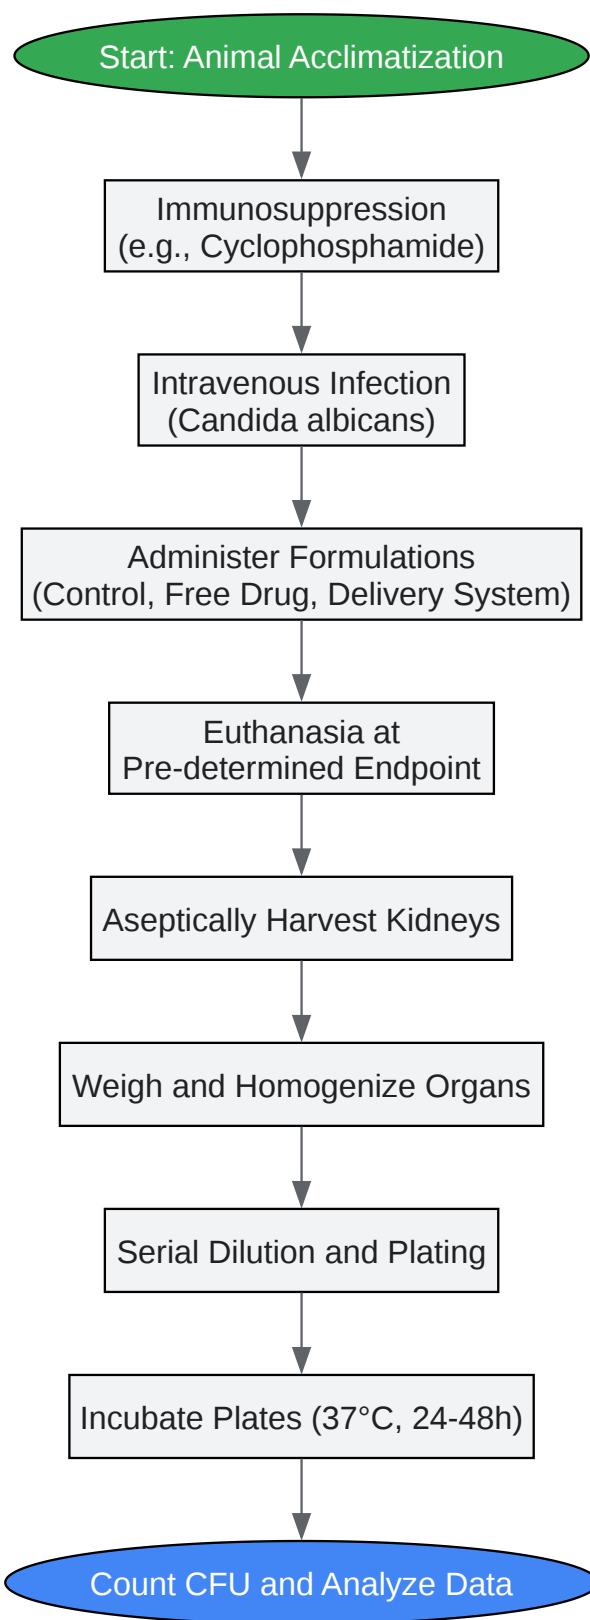 Start: Animal Acclimatization
Immunosuppression
(e.g., Cyclophosphamide)
Intravenous Infection
(Candida albicans)
Administer Formulations
(Control, Free Drug, Delivery System)
Euthanasia at
Pre-determined Endpoint
Aseptically Harvest Kidneys
Weigh and Homogenize Organs
Serial Dilution and Plating
Incubate Plates (37°C, 24-48h)
Count CFU and Analyze Data